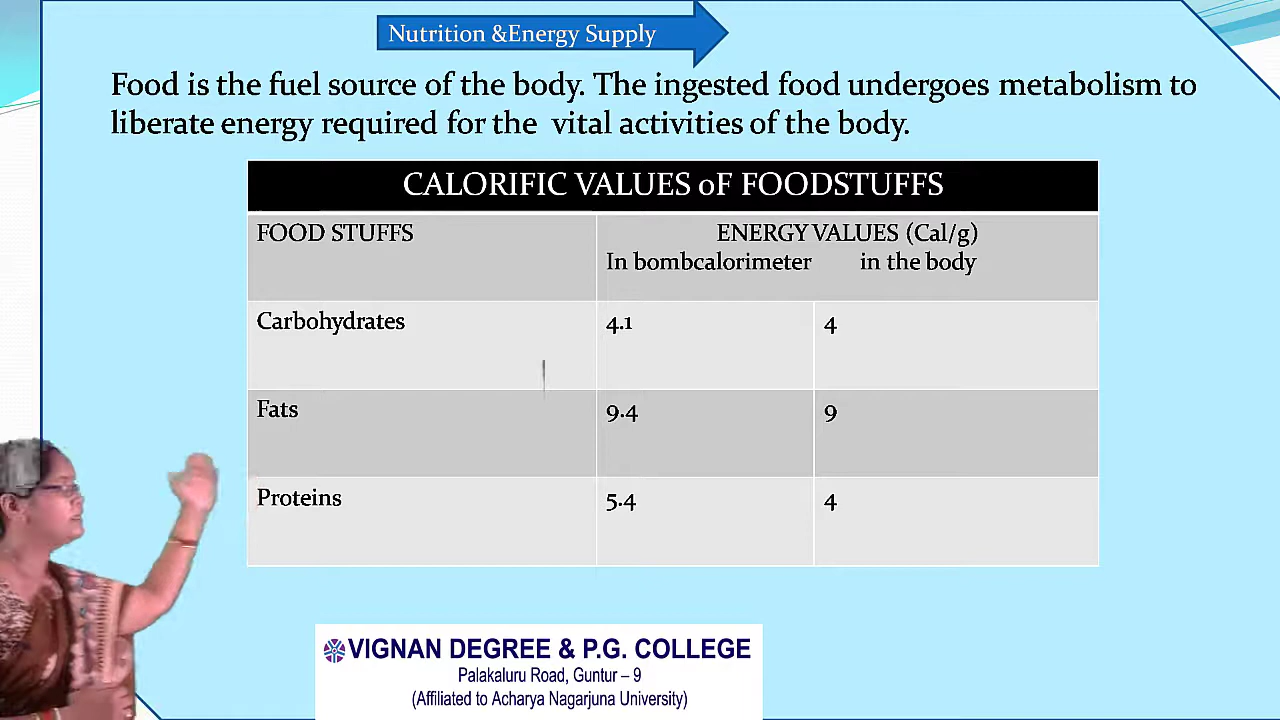 Nutrition &Energy Supply
Food is the fuel source of the body. The ingested food undergoes metabolism to
liberate energy required for the vital activities of the body.
CALORIFIC VALUES oF FOODSTUFFS
FOOD STUFFS
ENERGY VALUES (Cal/g)
In bombcalorimeter in the body
Carbohydrates 4.1 4
Fats 9.4 9
Proteins 5.4 4
VIGNAN DEGREE & P.G. COLLEGE
Palakaluru Road, Guntur – 9
(Affiliated to Acharya Nagarjuna University)